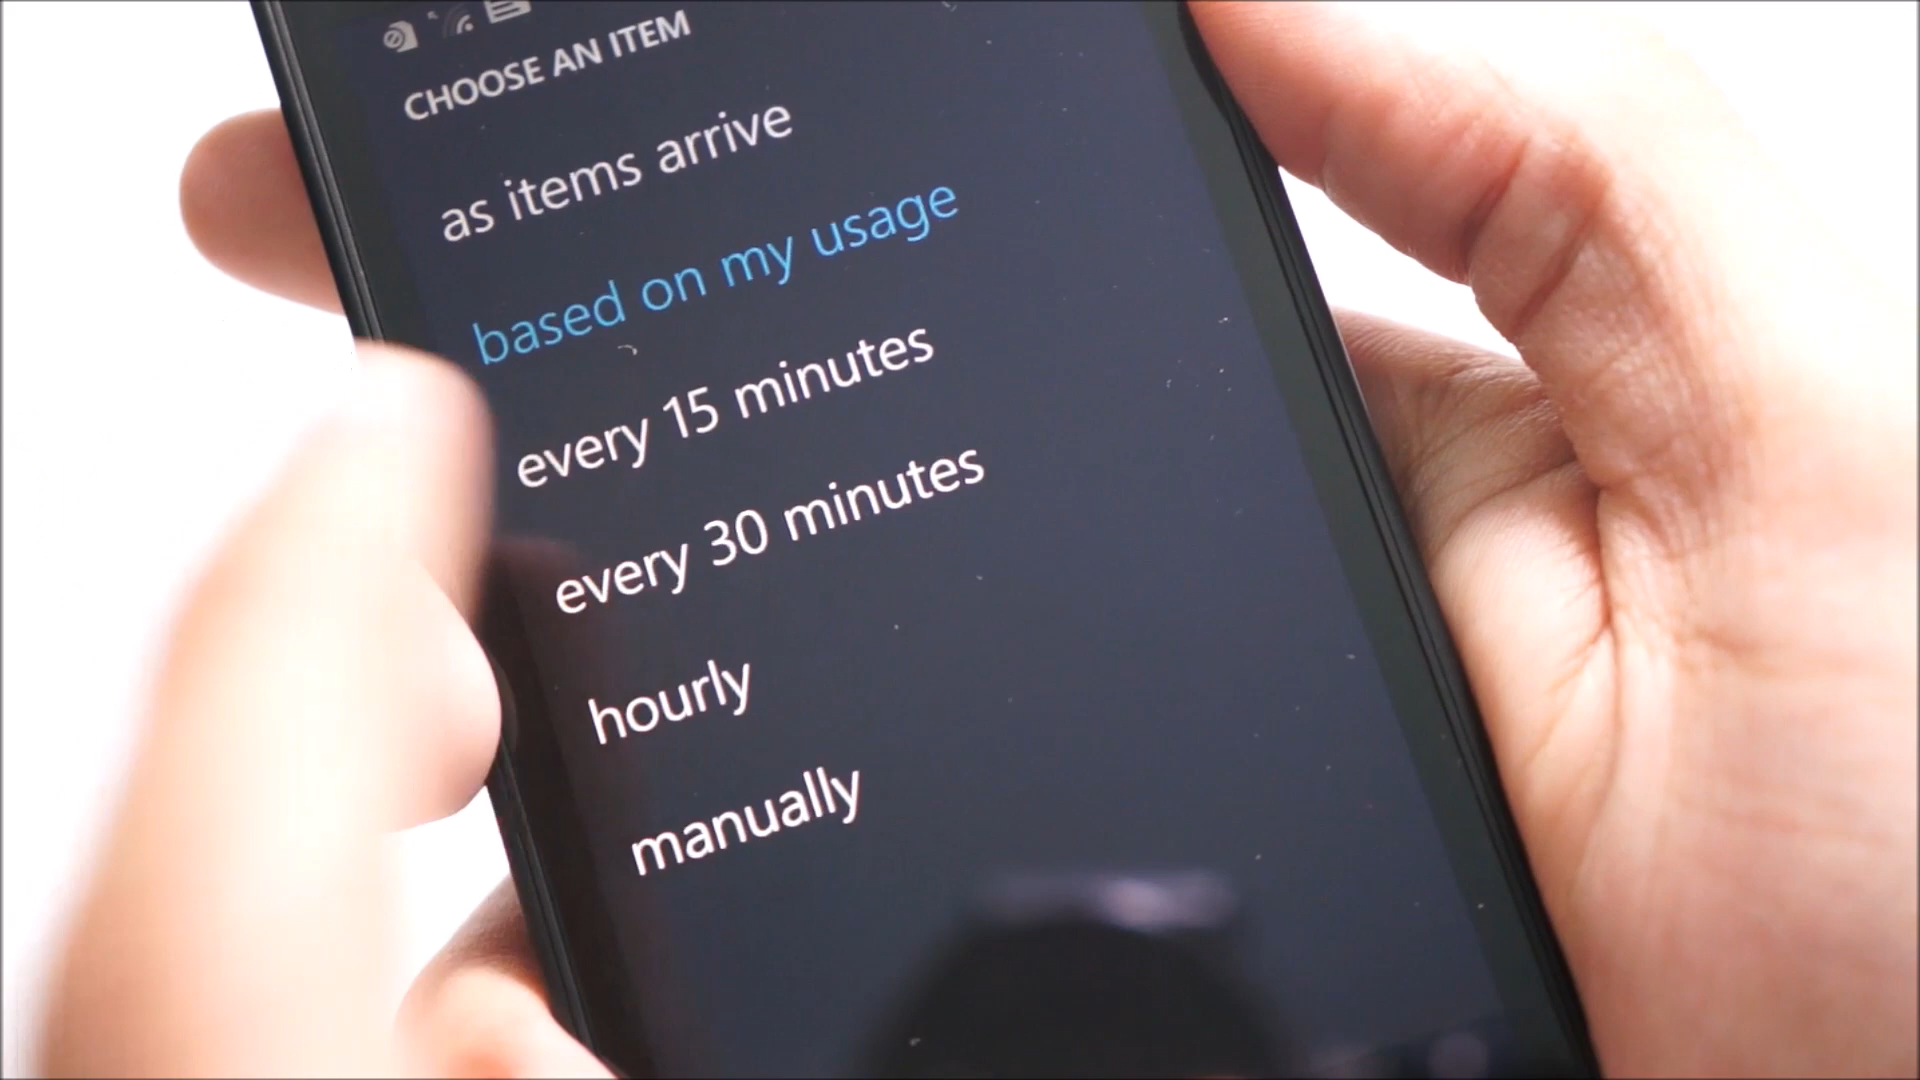 CHOOSE AN ITEM
as items arrive
based on my usage
every 15 minutes
every 30 minutes
hourly
manually